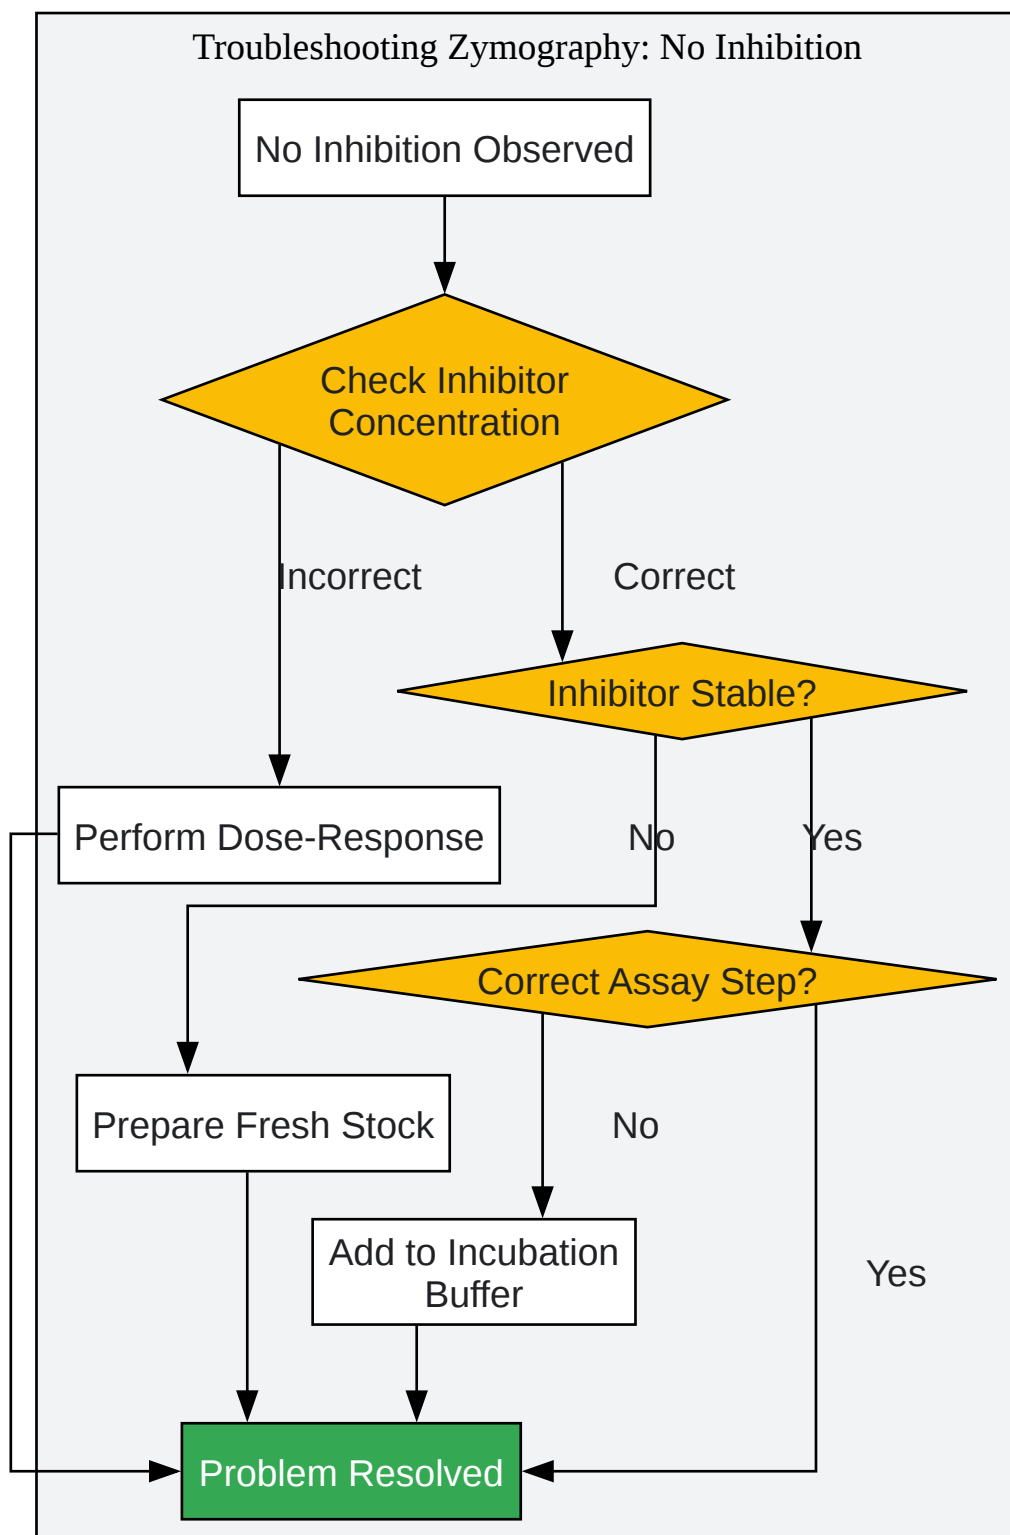 Troubleshooting Zymography: No Inhibition
No Inhibition Observed
Check Inhibitor
Concentration
Incorrect
Correct
Inhibitor Stable?
Perform Dose-Response
No
Yes
Correct Assay Step?
Prepare Fresh Stock
No
Add to Incubation
Buffer
Yes
Problem Resolved